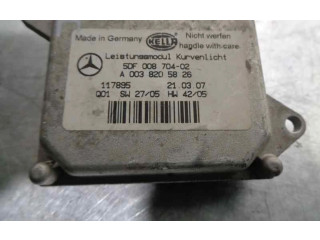 Made in Germany HELLA Nicht werfen
handle with care
Leistungsmodul Kurvenlicht
5DF 008 704-02
A 003 820 58 26
117895 21.03.07
Q01 SW 27/05 HW 42/05